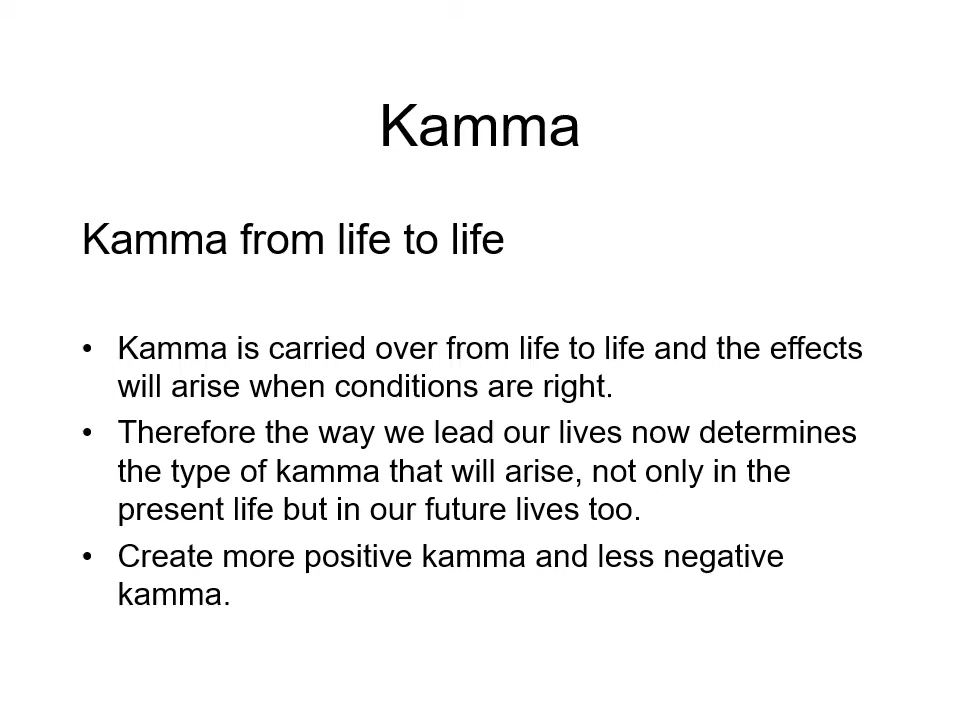 Kamma
Kamma from life to life
• Kamma is carried over from life to life and the effects
will arise when conditions are right.
• Therefore the way we lead our lives now determines
the type of kamma that will arise, not only in the
present life but in our future lives too.
• Create more positive kamma and less negative
kamma.